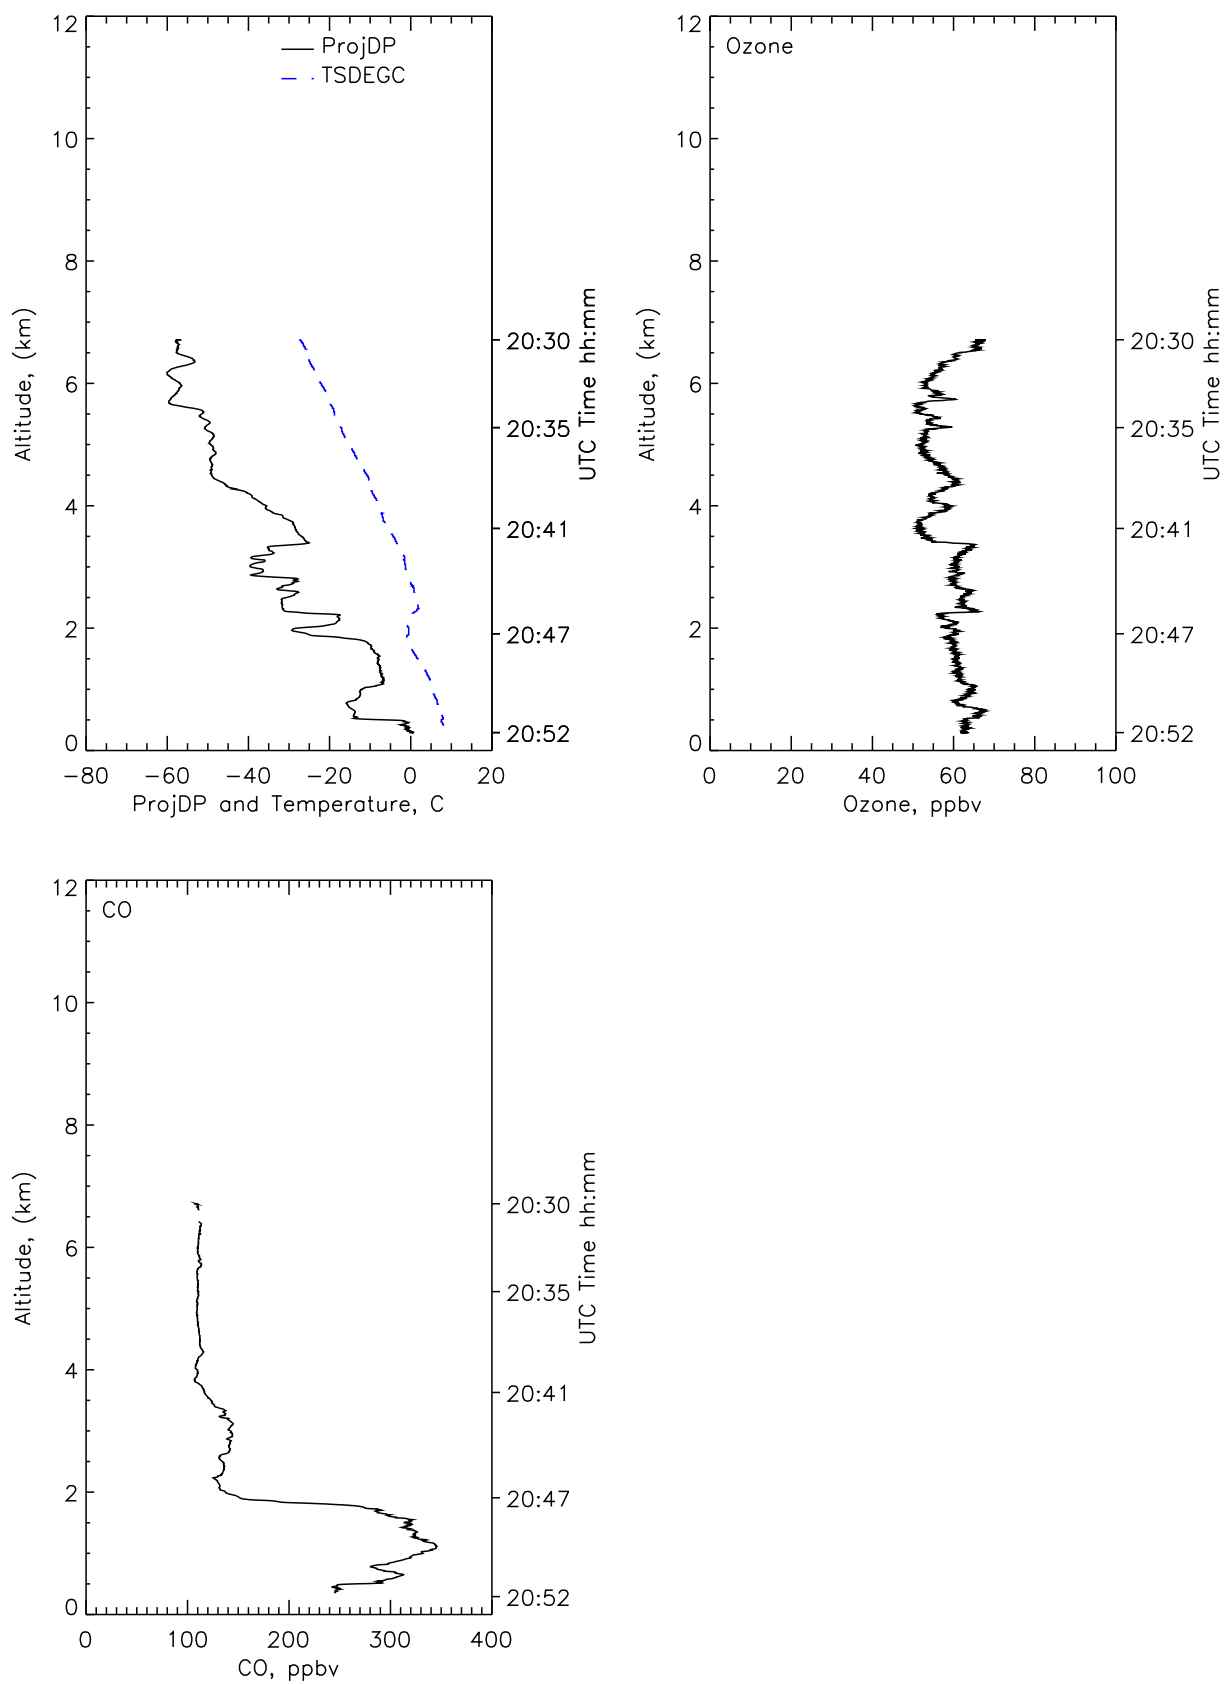 12
10
8
6
4
2
0
Altitude, (km)
ProjDP
TSDEGC
20:30
20:35
20:41
20:47
20:52
UTC Time hh:mm
−80 −60 −40 −20 0 20
ProjDP and Temperature, C
12
10
8
6
4
2
0
Altitude, (km)
Ozone
20:30
20:35
20:41
20:47
20:52
UTC Time hh:mm
0 20 40 60 80 100
Ozone, ppbv
12
10
8
6
4
2
0
Altitude, (km)
CO
20:30
20:35
20:41
20:47
20:52
UTC Time hh:mm
0 100 200 300 400
CO, ppbv